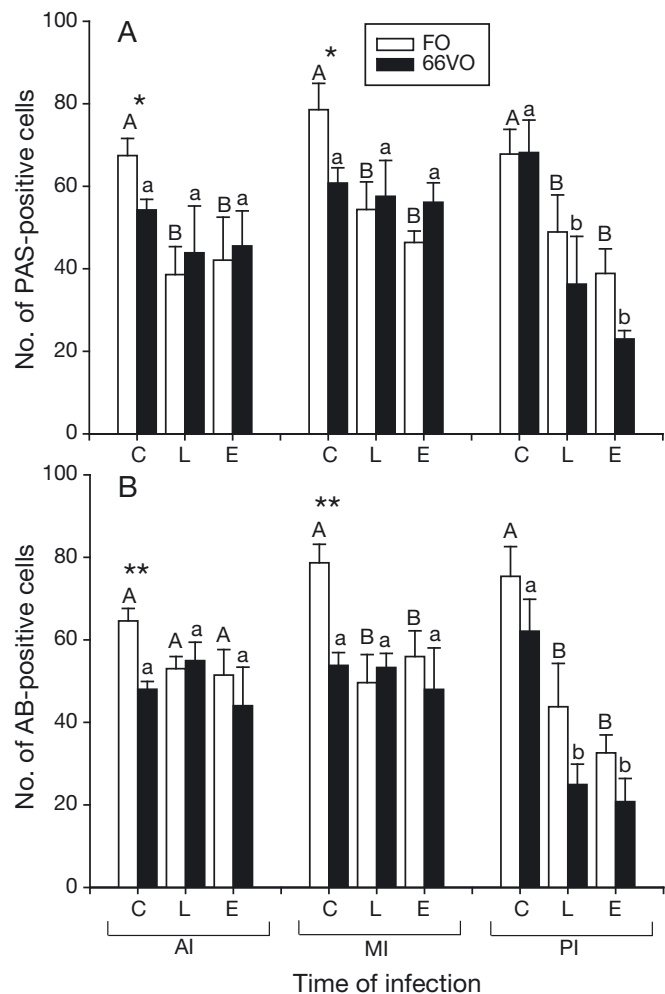 100
A
FO
66VO
80
60
40
20
0
No. of PAS-positive cells
*
A
a
B
a
B
a
*
A
a
B
a
B
a
A
a
B
b
B
b
C L E C L E C L E
100
B
80
60
40
20
0
No. of AB-positive cells
**
A
a
A
a
A
a
**
A
a
B
a
B
a
A
a
B
b
B
b
C L E C L E C L E
AI MI PI
Time of infection